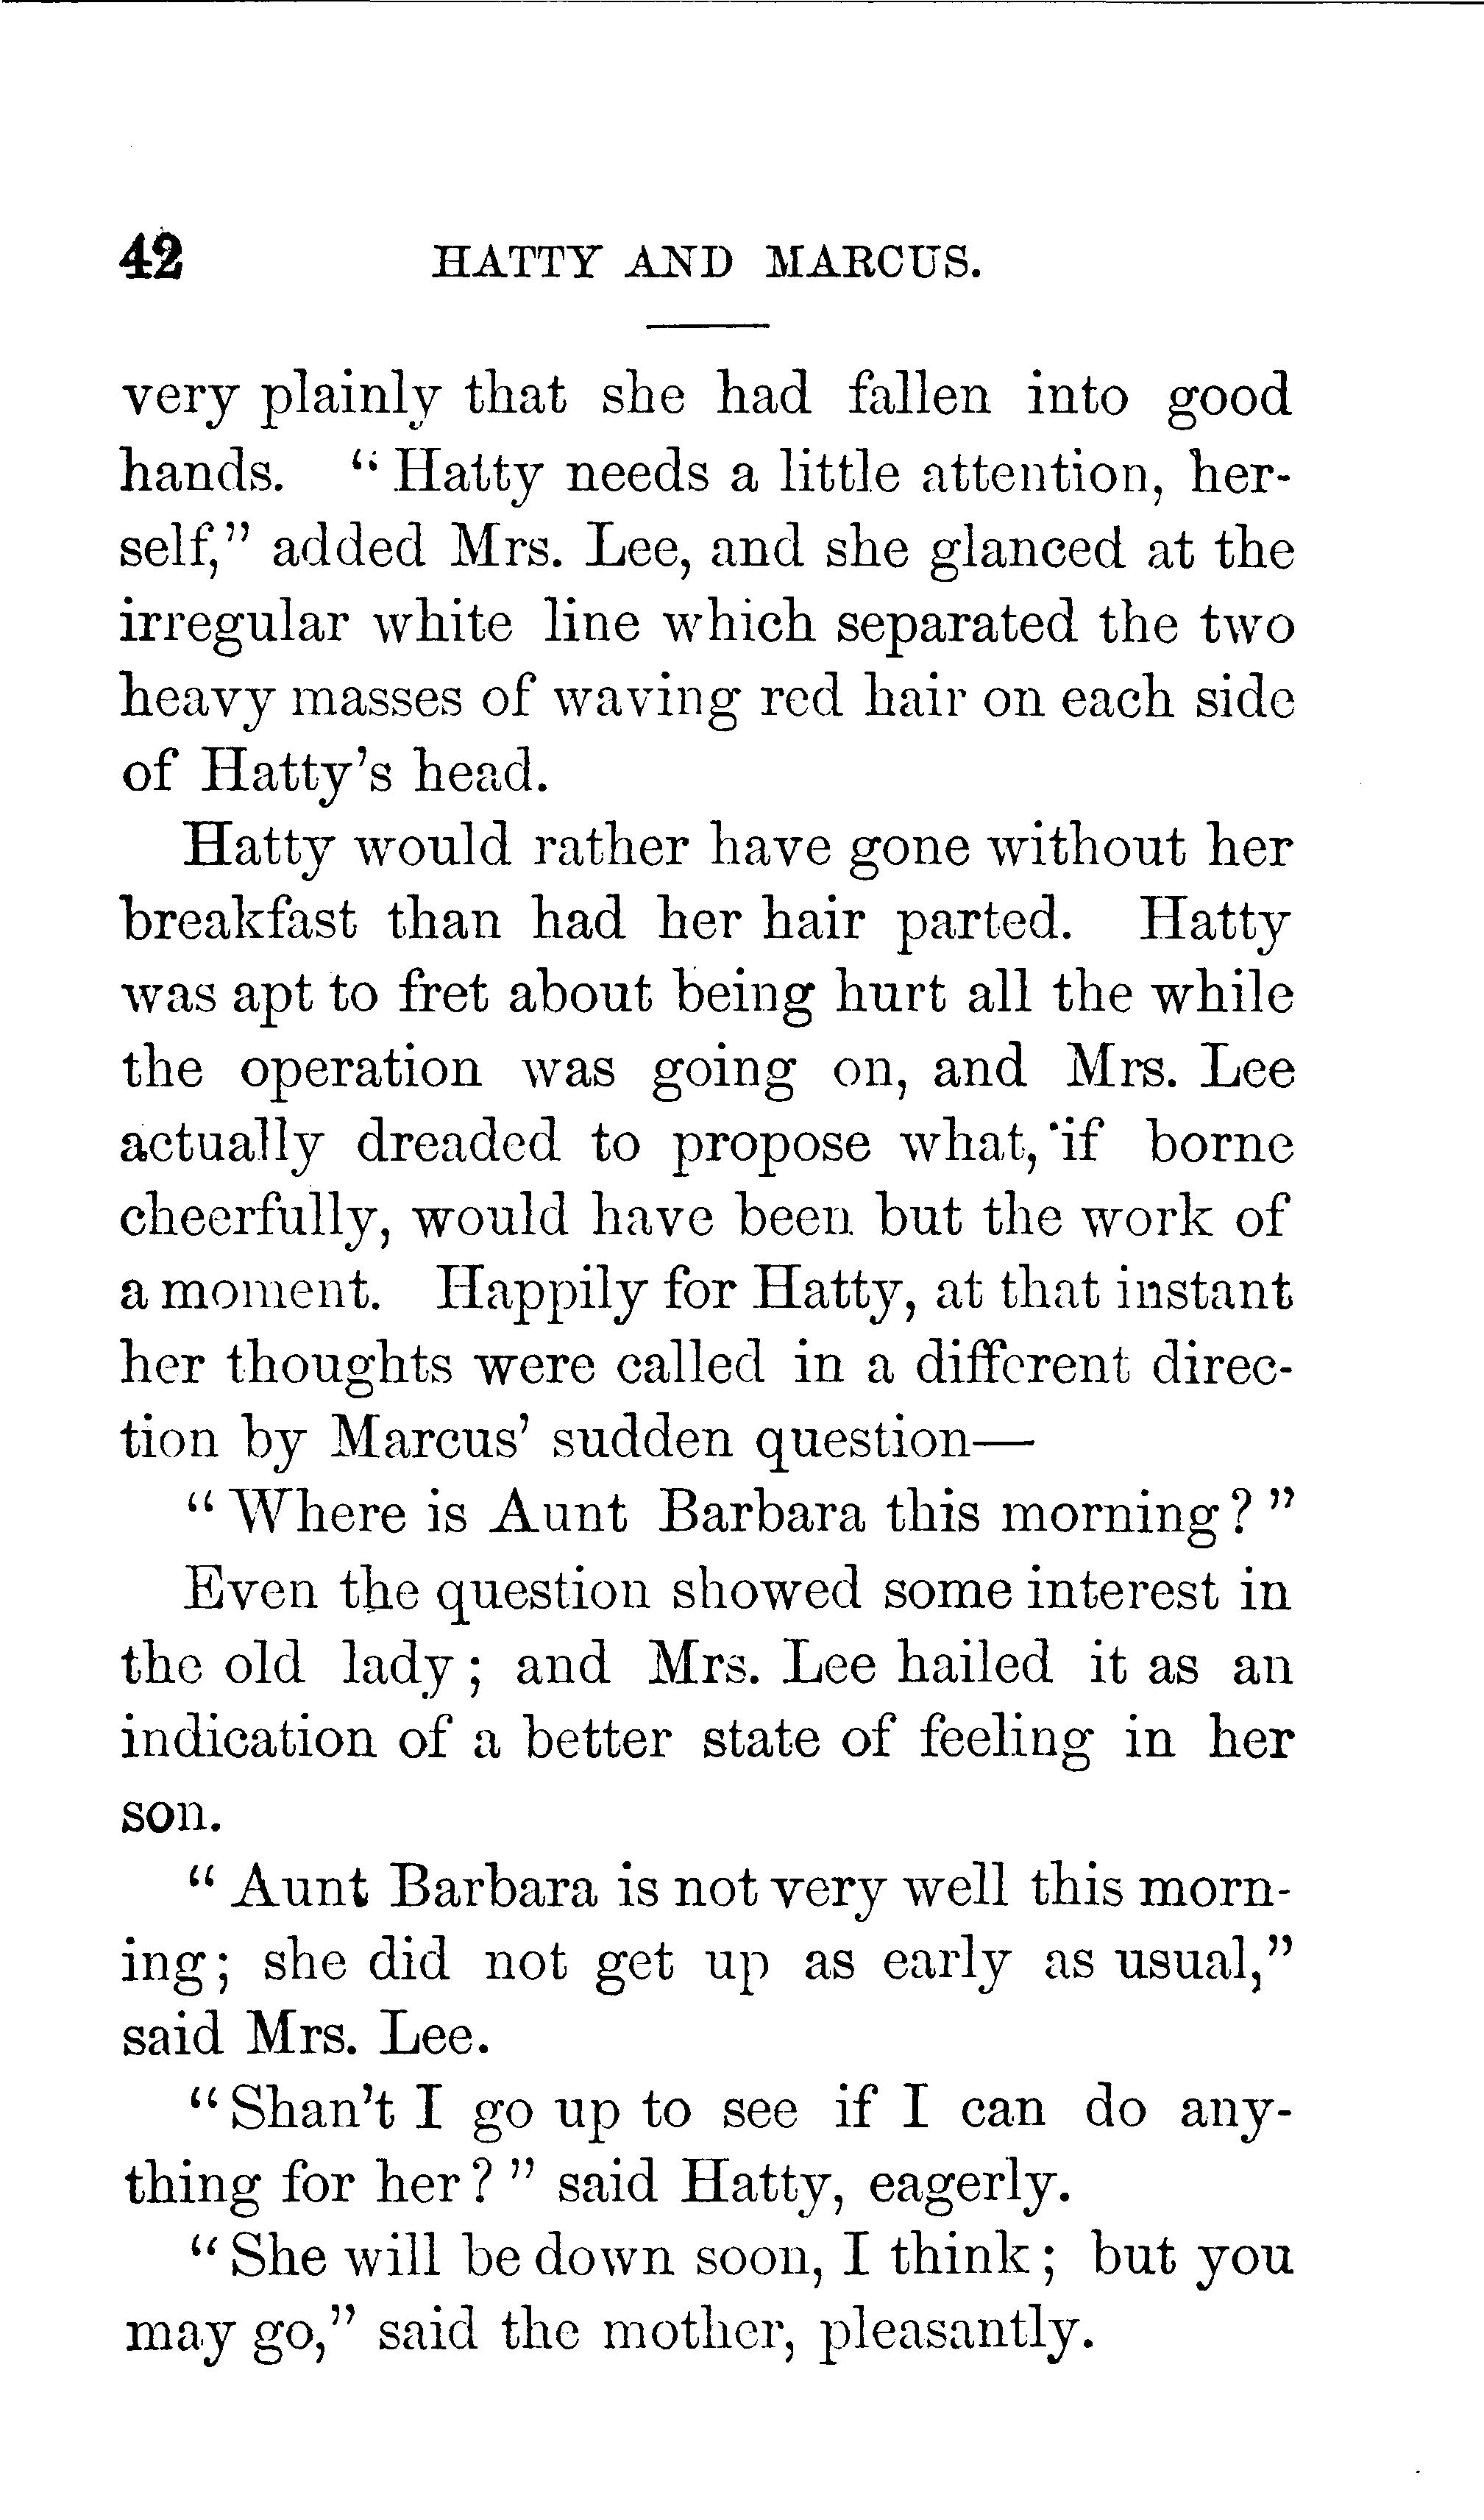 42 HATTY AND MARCUS.
very plainly that she had fallen into good
hands. "Hatty needs a little attention, her-
self," added Mrs. Lee, and she glanced at the
irregular white line which separated the two
heavy masses of waving red hair on each side
of Hatty's head.
Hatty would rather have gone without her
breakfast than had her hair parted. Hatty
was apt to fret about being hurt all the while
the operation was going on, and Mrs. Lee
actually dreaded to propose what, if borne
cheerfully, would have been but the work of
a moment. Happily for Hatty, at that instant
her thoughts were called in a different direc-
tion by Marcus' sudden question—
"Where is Aunt Barbara this morning?"
Even the question showed some interest in
the old lady; and Mrs. Lee hailed it as an
indication of a better state of feeling in her
son.
"Aunt Barbara is not very well this morn-
ing; she did not get up as early as usual,"
said Mrs. Lee.
"Shan't I go up to see if I can do any-
thing for her?" said Hatty, eagerly.
"She will be down soon, I think; but you
may go," said the mother, pleasantly.